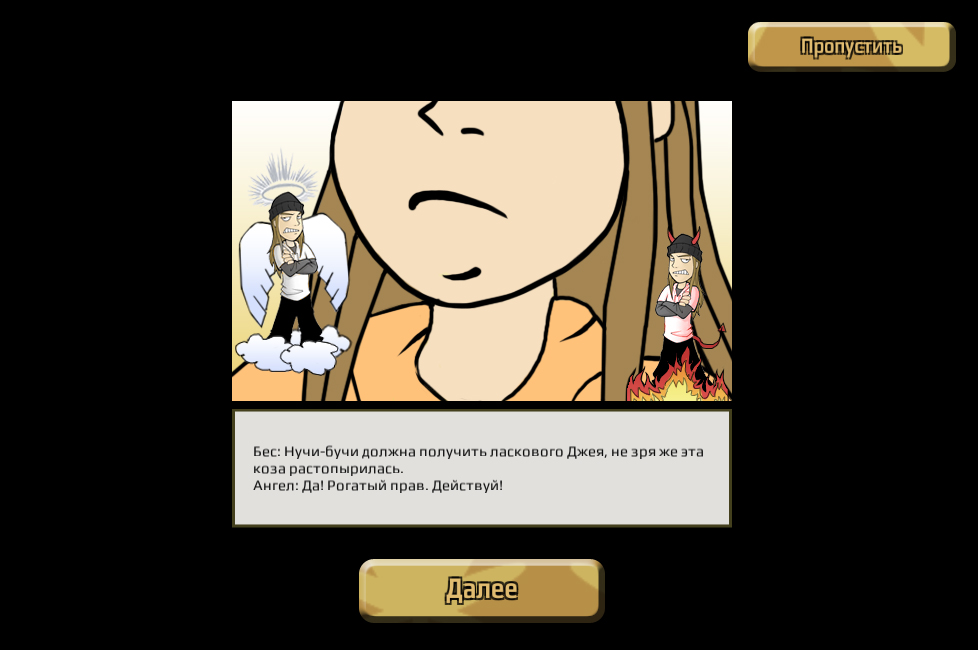 Пропустить
Бес: Нучи-бучи должна получить ласкового Джея, не зря же эта
коза растопырилась.
Ангел: Да! Рогатый прав. Действуй!
Далее